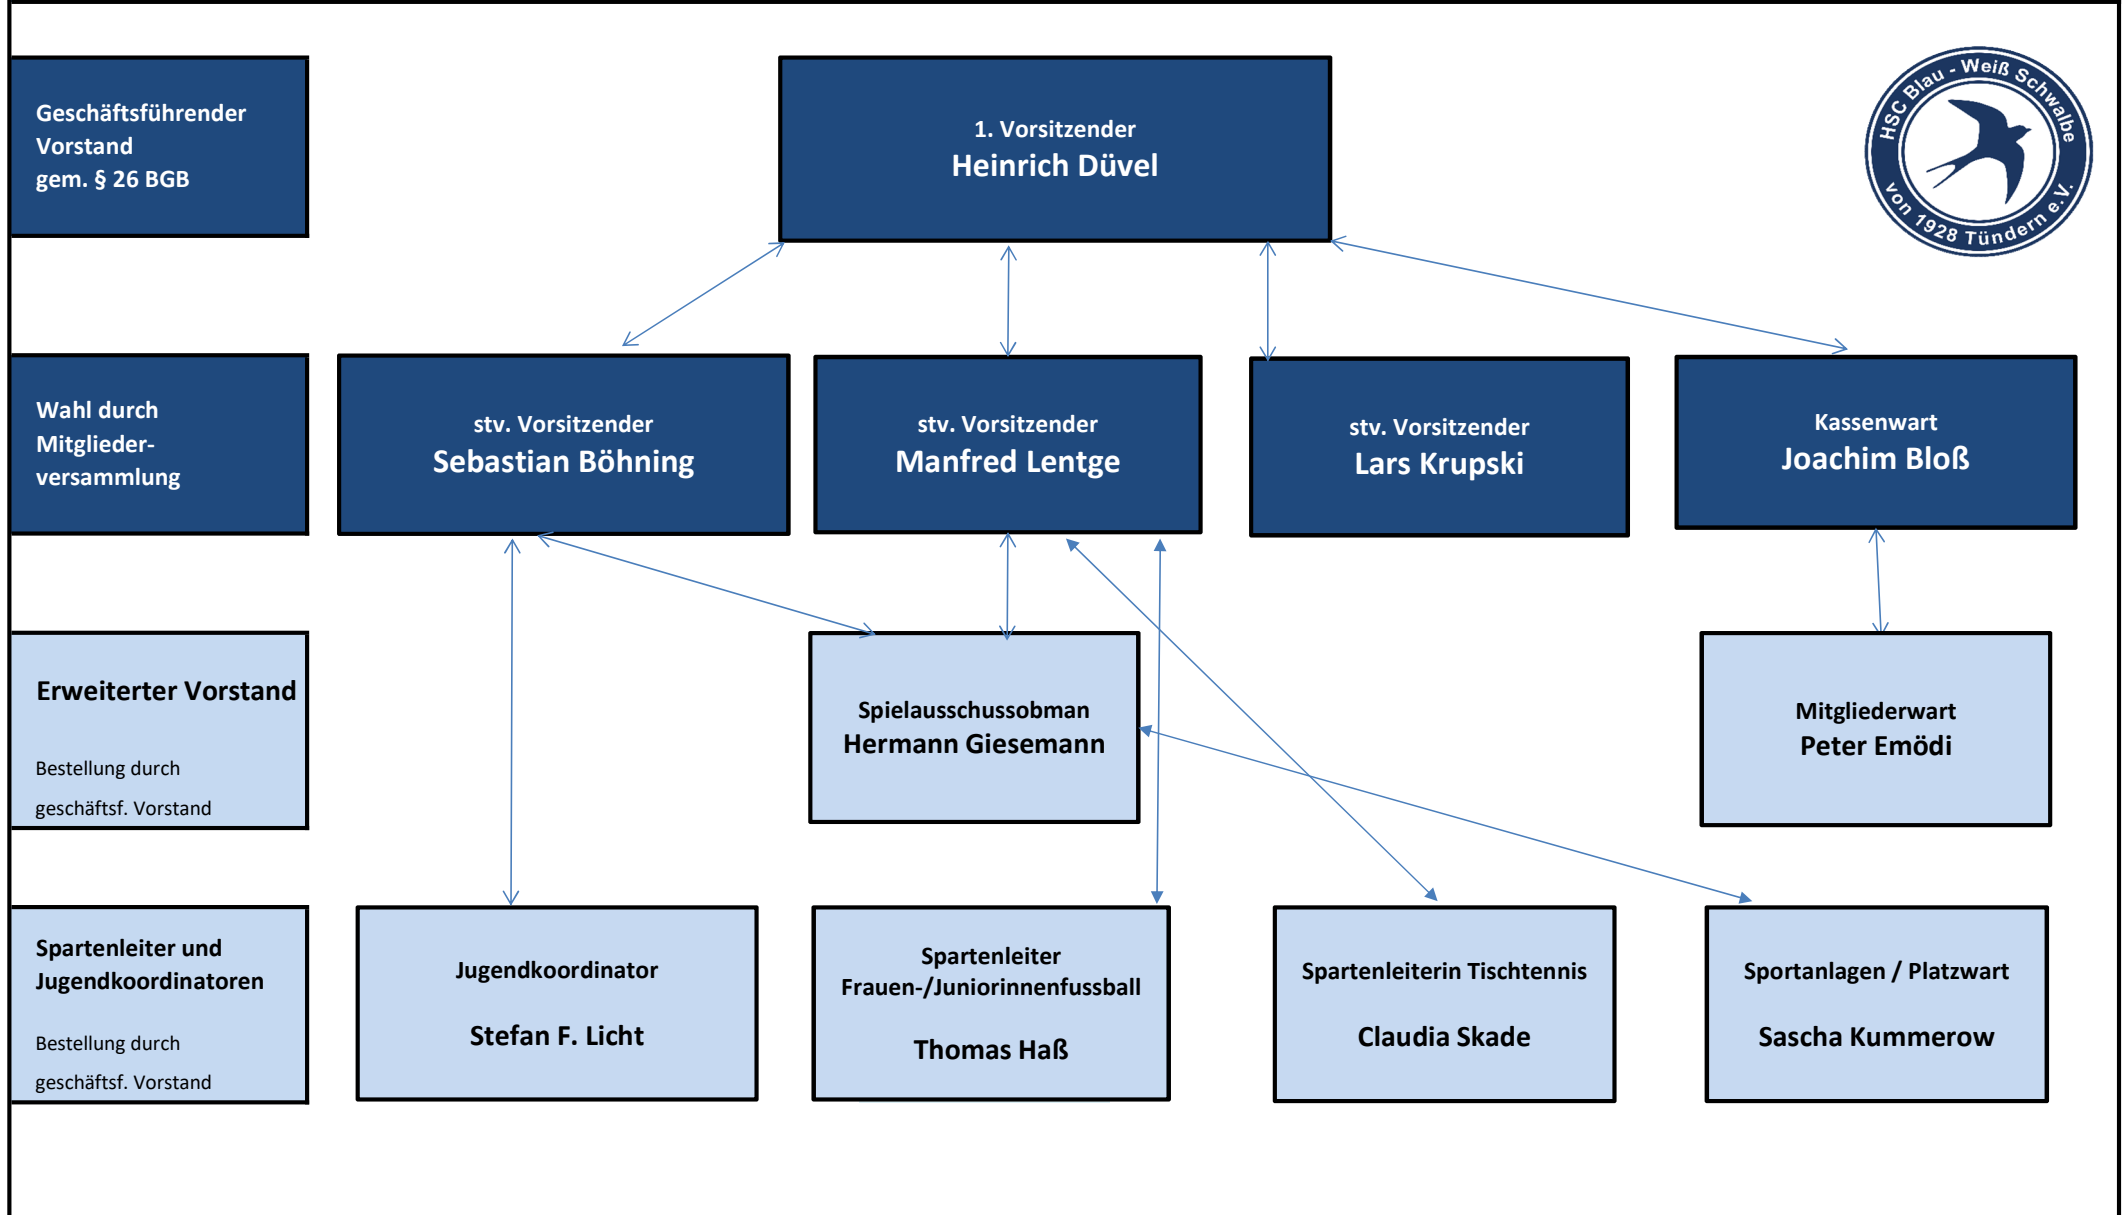 Geschäftsführender
Vorstand
gem. § 26 BGB
1. Vorsitzender
Heinrich Düvel
HSC Blau - Weiß Schwalbe
von 1928 Tündern e.V.
Wahl durch
Mitglieder-
versammlung
stv. Vorsitzender
Sebastian Böhning
stv. Vorsitzender
Manfred Lentge
stv. Vorsitzender
Lars Krupski
Kassenwart
Joachim Bloß
Erweiterter Vorstand
Bestellung durch
geschäftsf. Vorstand
Spielausschussobman
Hermann Giesemann
Mitgliederwart
Peter Emödi
Spartenleiter und
Jugendkoordinatoren
Bestellung durch
geschäftsf. Vorstand
Jugendkoordinator
Stefan F. Licht
Spartenleiter
Frauen-/Juniorinnenfussball
Thomas Haß
Spartenleiterin Tischtennis
Claudia Skade
Sportanlagen / Platzwart
Sascha Kummerow